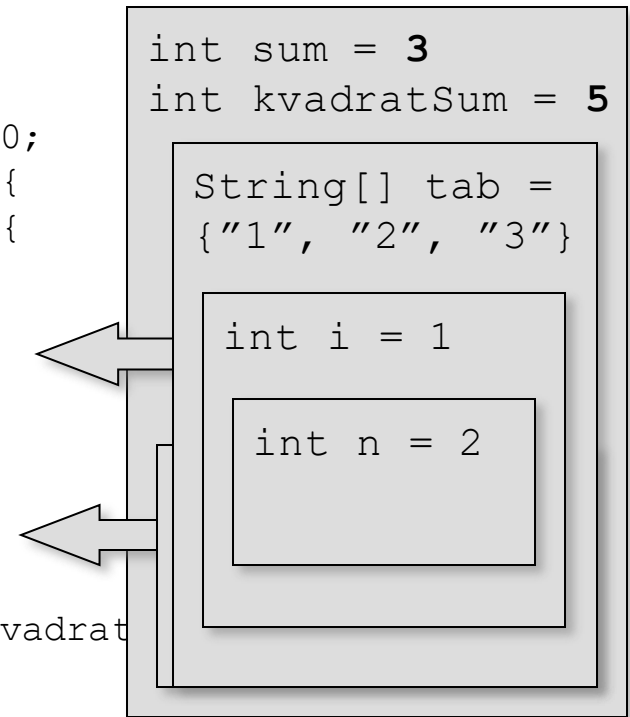 int sum = 3
int kvadratSum = 5
0;
{
{
String[] tab =
{″1″, ″2″, ″3″}
int i = 1
int n = 2
vadrat